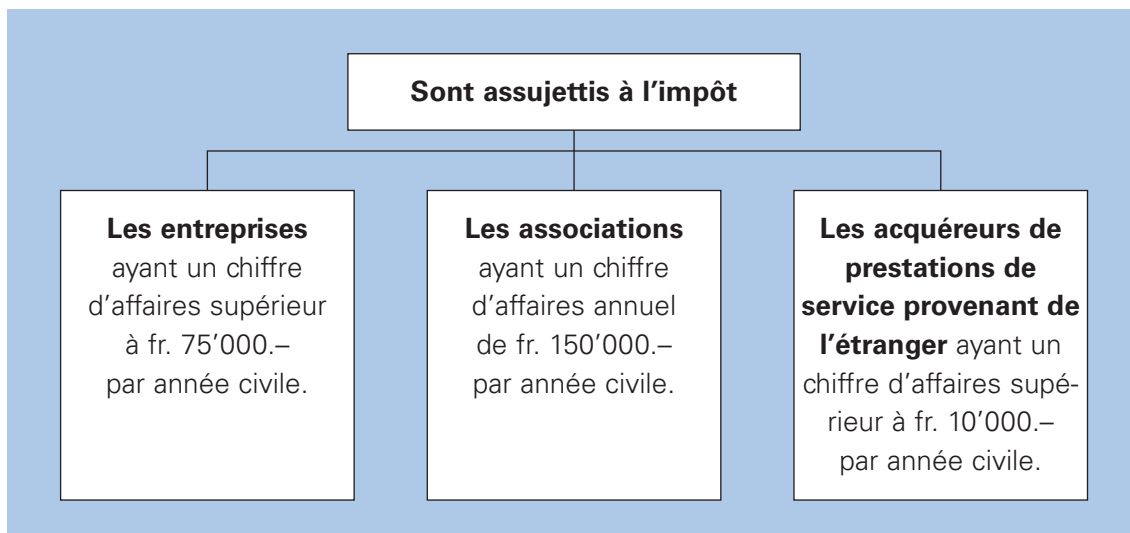 Sont assujettis à l’impôt
Les entreprises
ayant un chiffre
d’affaires supérieur
à fr. 75’000.–
par année civile.
Les associations
ayant un chiffre
d’affaires annuel
de fr. 150’000.–
par année civile.
Les acquéreurs de
prestations de
service provenant de
l’étranger ayant un
chiffre d’affaires supé-
rieur à fr. 10’000.–
par année civile.